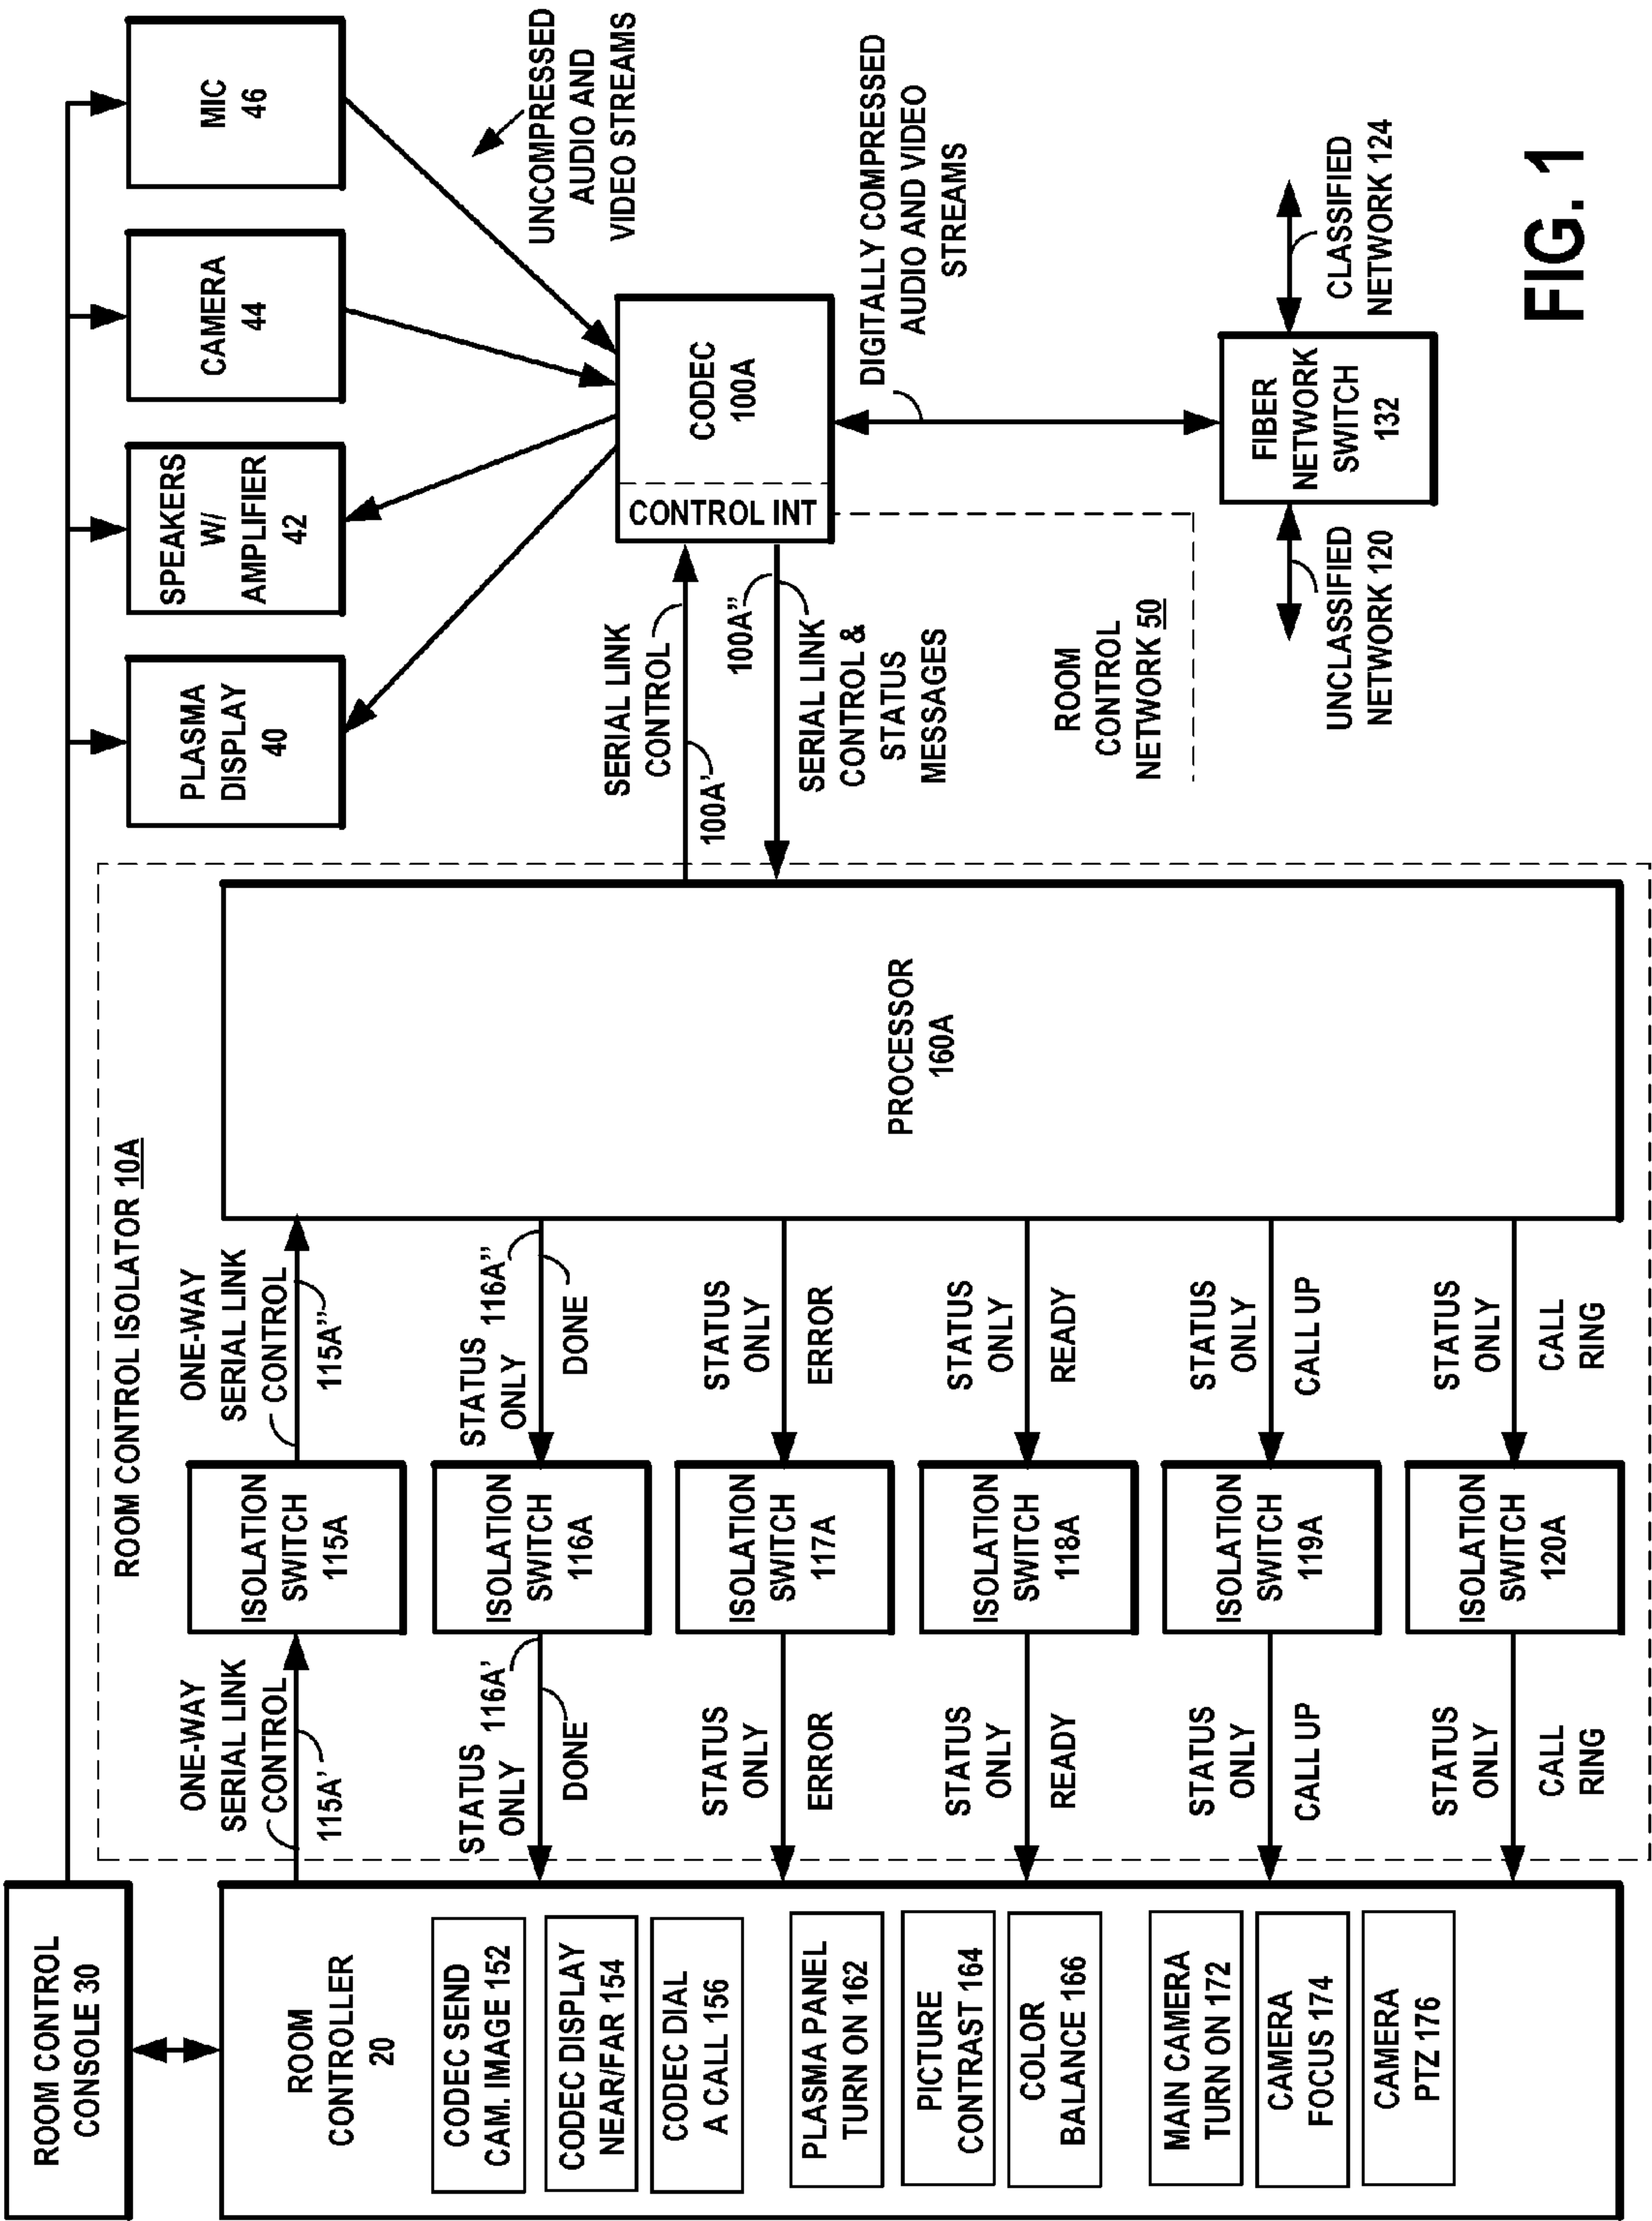 ROOM CONTROL
CONSOLE 30
ROOM
CONTROLLER
20
CODEC SEND
CAM. IMAGE 152
CODEC DISPLAY
NEAR/FAR 154
CODEC DIAL
A CALL 156
PLASMA PANEL
TURN ON 162
PICTURE
CONTRAST 164
COLOR
BALANCE 166
MAIN CAMERA
TURN ON 172
CAMERA
FOCUS 174
CAMERA
PTZ 176
ROOM CONTROL ISOLATOR 10A
ONE-WAY
SERIAL LINK
CONTROL
115A'
ISOLATION
SWITCH
115A
ONE-WAY
SERIAL LINK
CONTROL
115A”
STATUS
ONLY
116A'
DONE
ISOLATION
SWITCH
116A
STATUS
ONLY
116A”
DONE
STATUS
ONLY
ERROR
ISOLATION
SWITCH
117A
STATUS
ONLY
ERROR
STATUS
ONLY
READY
ISOLATION
SWITCH
118A
STATUS
ONLY
READY
STATUS
ONLY
CALL UP
ISOLATION
SWITCH
119A
STATUS
ONLY
CALL UP
STATUS
ONLY
CALL
RING
ISOLATION
SWITCH
120A
STATUS
ONLY
CALL
RING
PROCESSOR
160A
PLASMA
DISPLAY
40
SPEAKERS
W/
AMPLIFIER
42
CAMERA
44
MIC
46
UNCOMPRESSED
AUDIO AND
VIDEO STREAMS
SERIAL LINK
CONTROL
100A'
100A”
SERIAL LINK
CONTROL &
STATUS
MESSAGES
CONTROL INT
CODEC
100A
DIGITALLY COMPRESSED
AUDIO AND VIDEO
STREAMS
ROOM
CONTROL
NETWORK 50
FIBER
NETWORK
SWITCH
132
UNCLASSIFIED
NETWORK 120
CLASSIFIED
NETWORK 124
FIG. 1